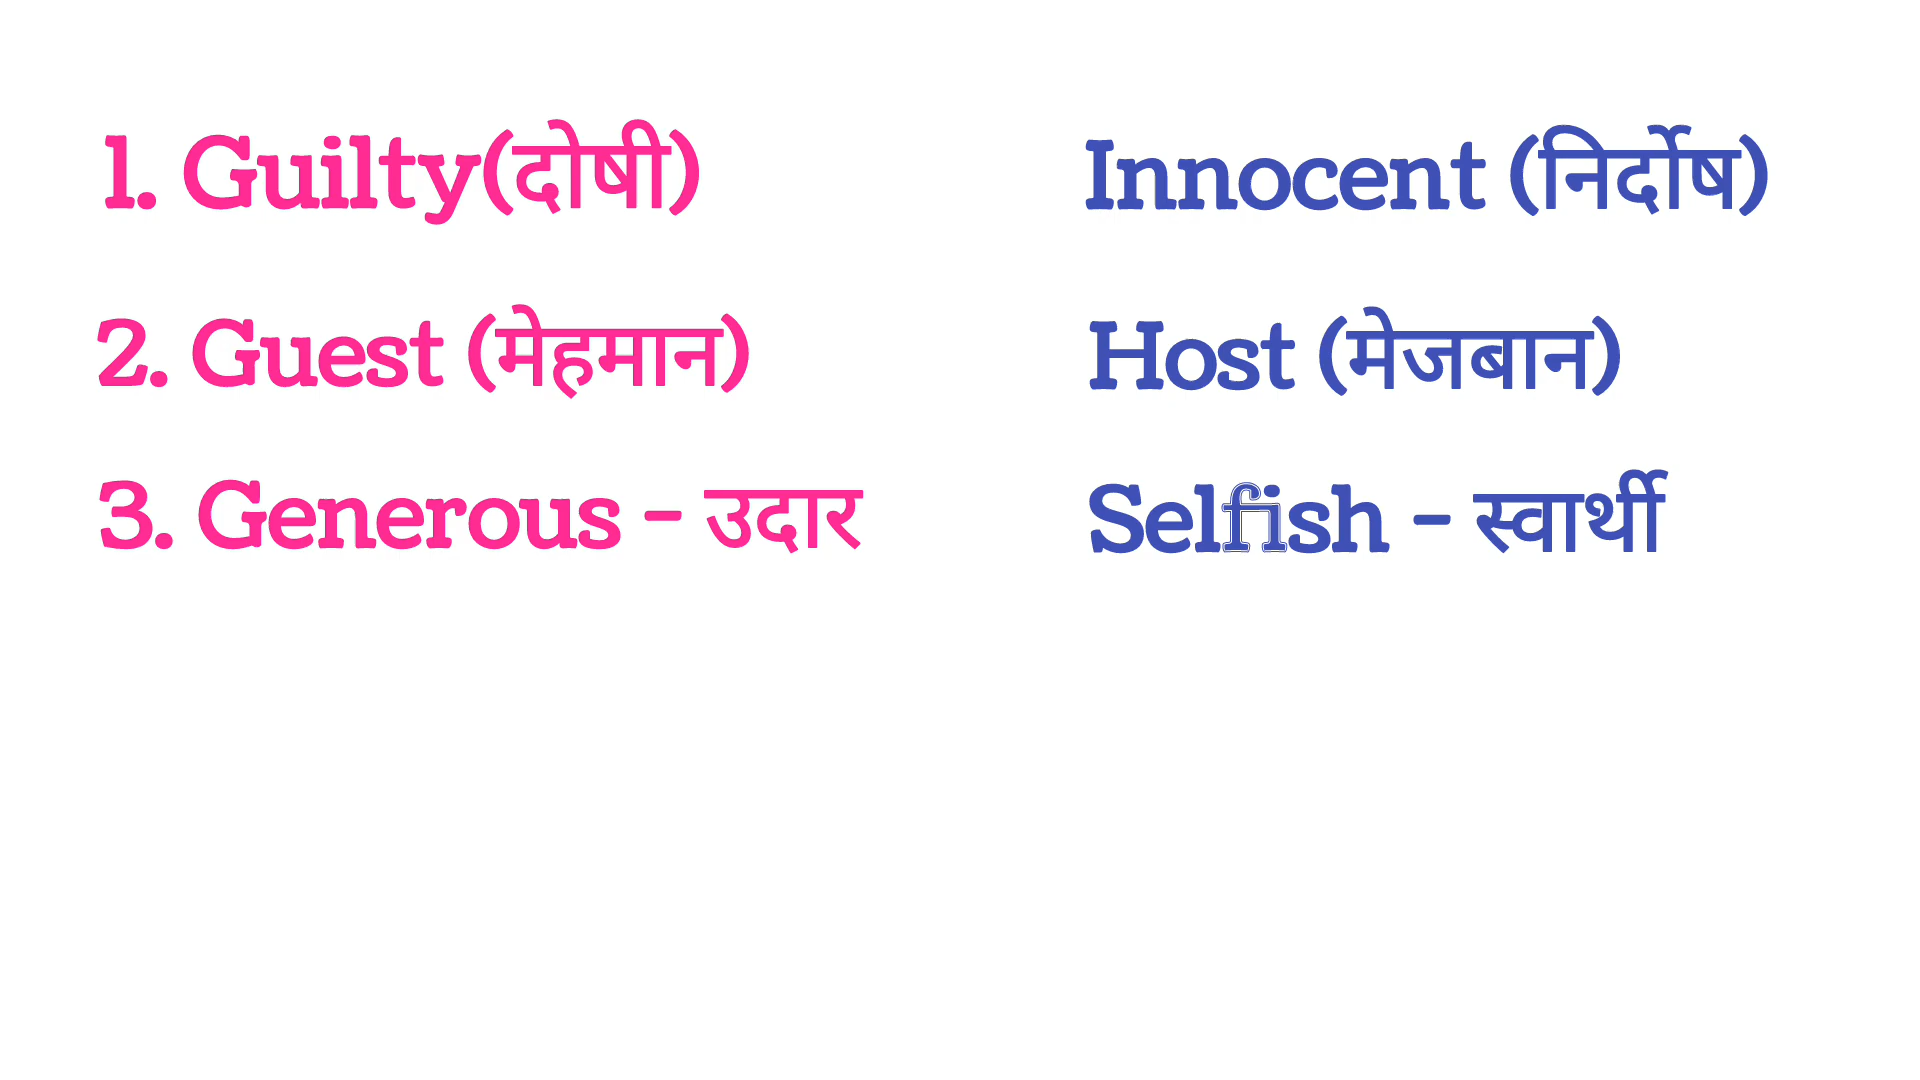 1. Guilty(दोषी) Innocent (निर्दोष)
2. Guest (मेहमान) Host (मेजबान)
3. Generous - उदार Selfish - स्वार्थी